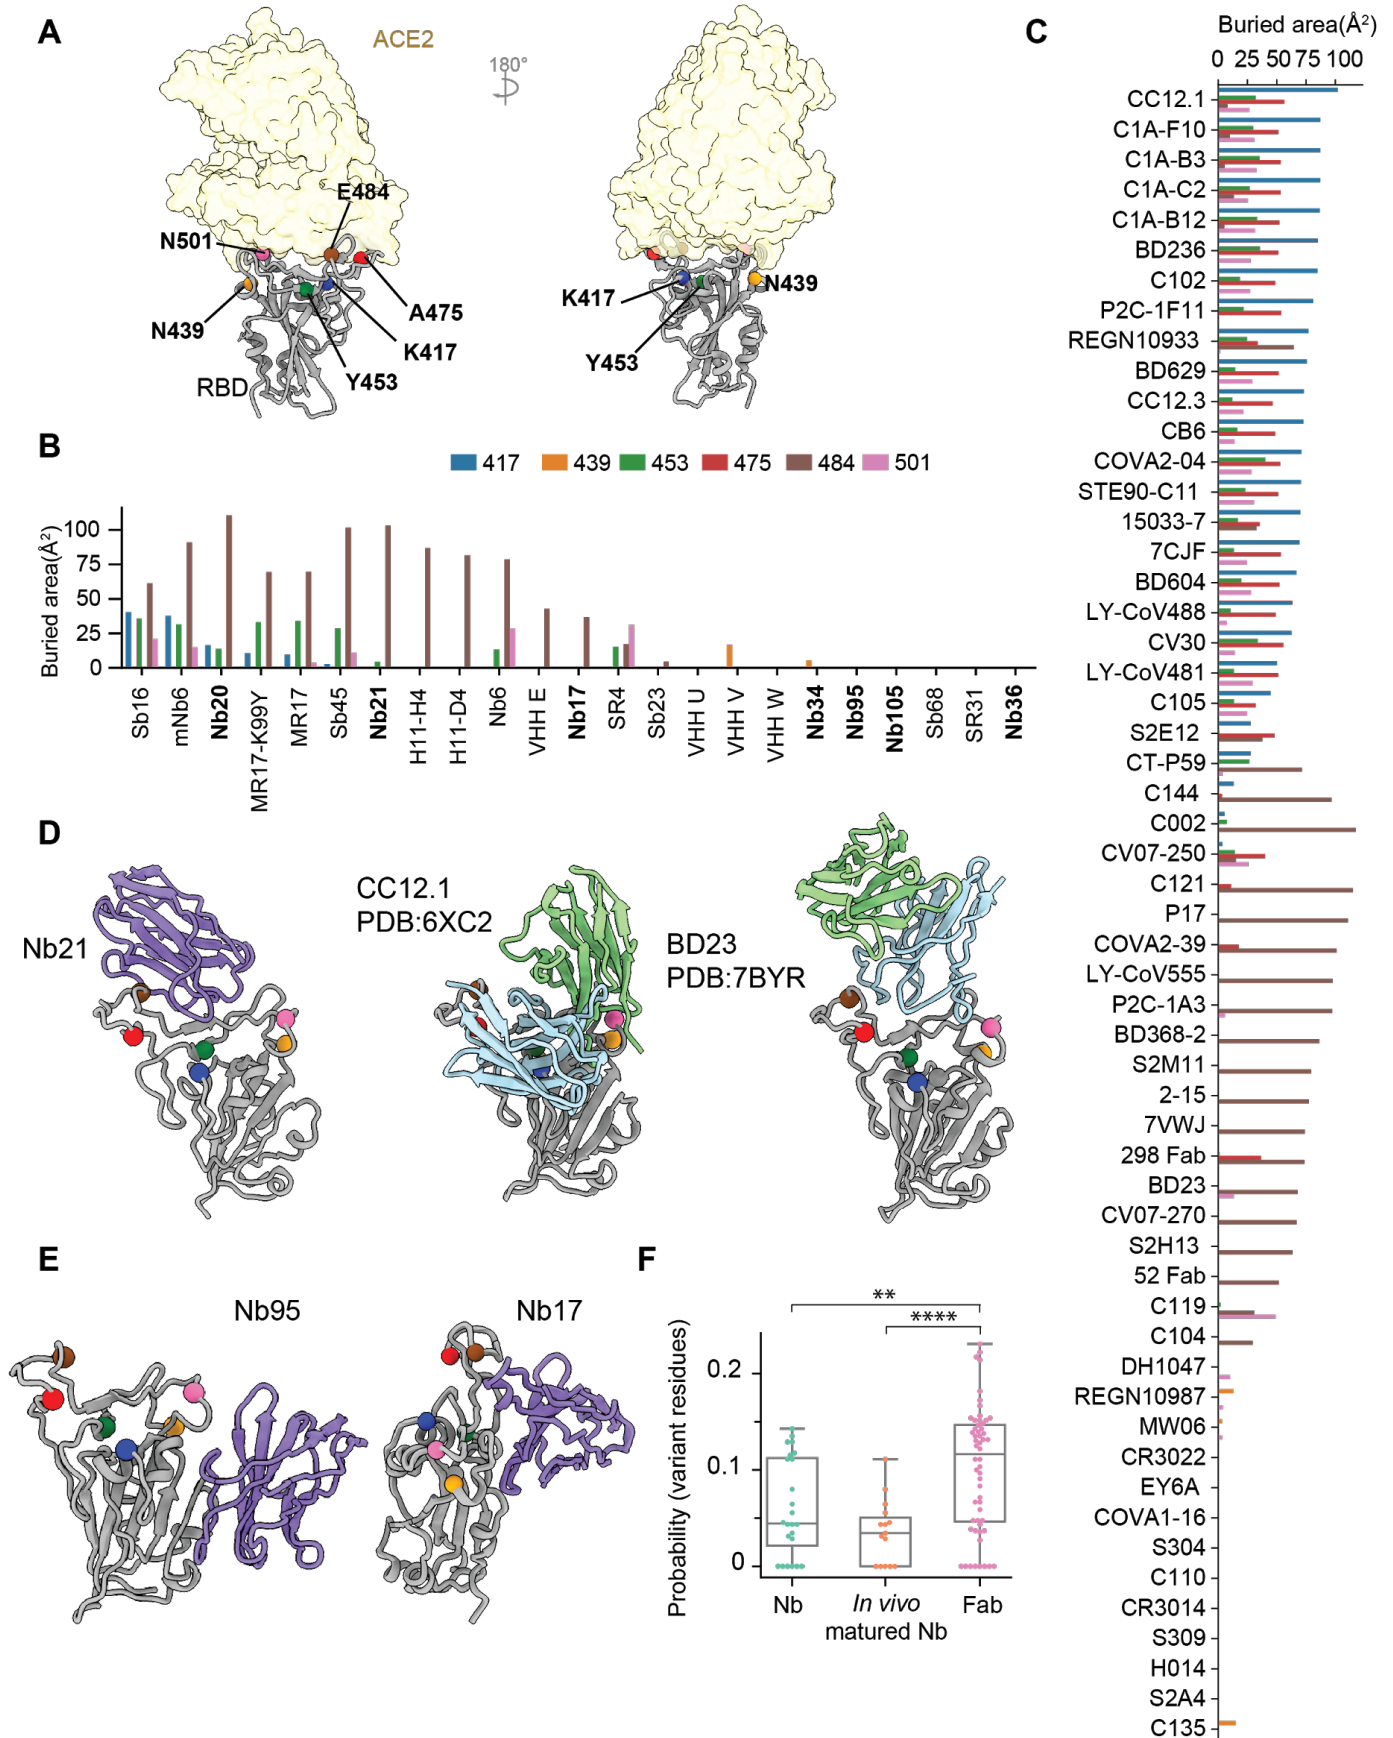 A
ACE2
180°
E484
N501
N439
A475
K417
Y453
RBD
K417
N439
Y453
B
417 439 453 475 484 501
Buried area(Å²)
100
75
50
25
0
Sb16
mNb6
Nb20
MR17-K99Y
MR17
Sb45
Nb21
H11-H4
H11-D4
Nb6
VHH E
Nb17
SR4
Sb23
VHH U
VHH V
VHH W
Nb34
Nb95
Nb105
Sb68
SR31
Nb36
C
Buried area(Å²)
0 25 50 75 100
CC12.1
C1A-F10
C1A-B3
C1A-C2
C1A-B12
BD236
C102
P2C-1F11
REGN10933
BD629
CC12.3
CB6
COVA2-04
STE90-C11
15033-7
7CJF
BD604
LY-CoV488
CV30
LY-CoV481
C105
S2E12
CT-P59
C144
C002
CV07-250
C121
P17
COVA2-39
LY-CoV555
P2C-1A3
BD368-2
S2M11
2-15
7VWJ
298 Fab
BD23
CV07-270
S2H13
52 Fab
C119
C104
DH1047
REGN10987
MW06
CR3022
EY6A
COVA1-16
S304
C110
CR3014
S309
H014
S2A4
C135
D
Nb21
CC12.1
PDB:6XC2
BD23
PDB:7BYR
E
Nb95
Nb17
F
**
****
Probability (variant residues)
0.2
0.1
0
Nb
In vivo
matured Nb
Fab